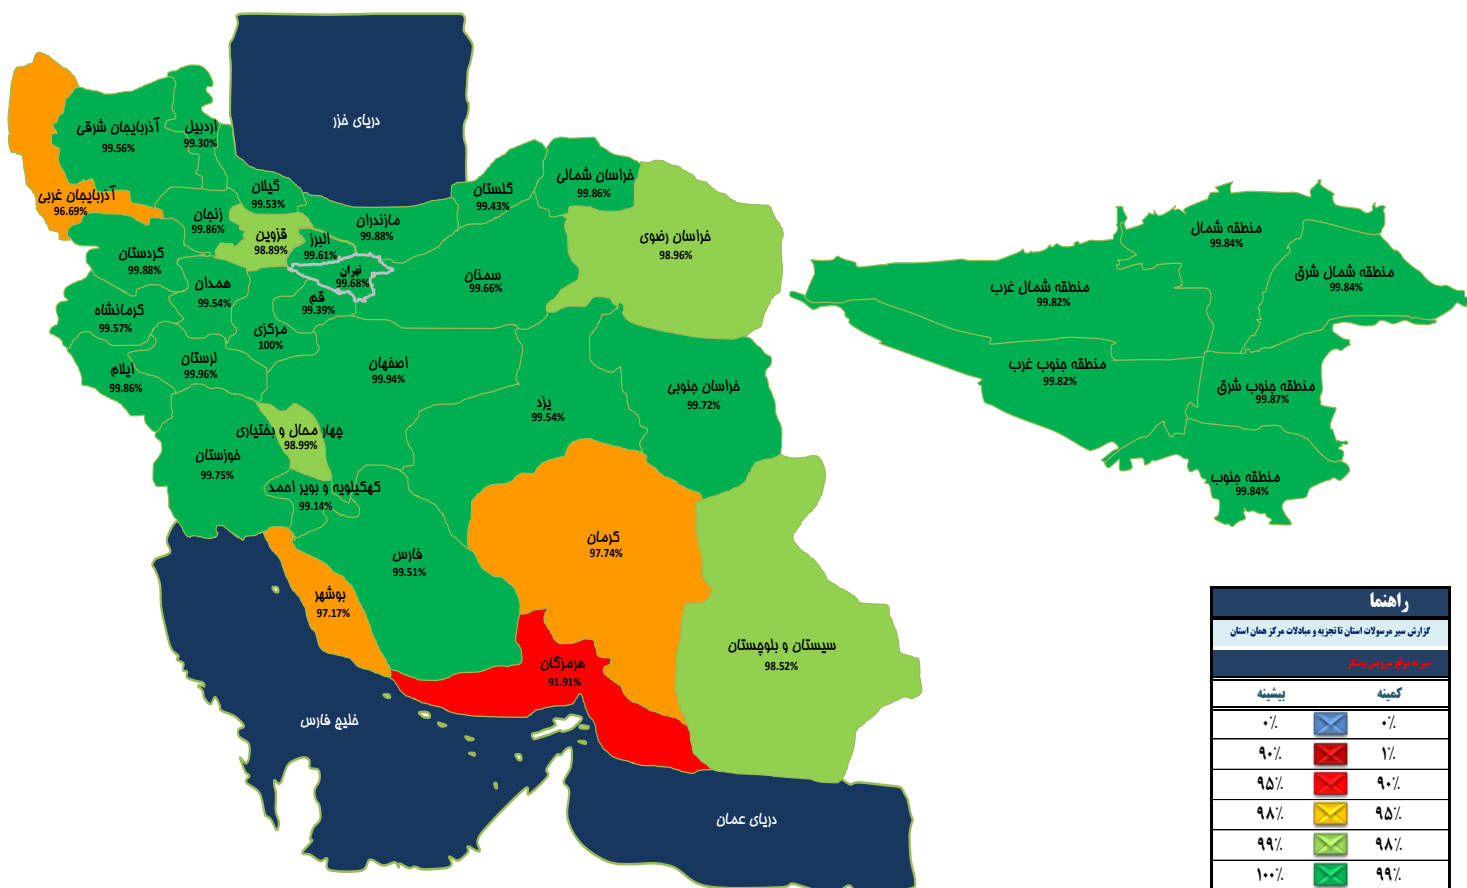 دریای خزر
آذربایجان شرقی
99.56%
اردبیل
99.30%
آذربایجان غربی
96.69%
گیلان
99.53%
زنجان
99.86%
قزوین
98.89%
البرز
99.61%
مازندران
99.88%
گلستان
99.43%
خراسان شمالی
99.86%
خراسان رضوی
98.96%
کردستان
99.88%
همدان
99.54%
تهران
99.68%
قم
99.39%
سمنان
99.66%
کرمانشاه
99.57%
مرکزی
100%
ایلام
99.86%
لرستان
99.96%
اصفهان
99.94%
یزد
99.54%
خراسان جنوبی
99.72%
چهار محال و بختیاری
98.99%
خوزستان
99.75%
کهکیلویه و بویر احمد
99.14%
فارس
99.51%
کرمان
97.74%
بوشهر
97.17%
هرمزگان
91.91%
سیستان و بلوچستان
98.52%
خلیج فارس
دریای عمان
منطقه شمال
99.84%
منطقه شمال شرق
99.84%
منطقه شمال غرب
99.82%
منطقه جنوب غرب
99.82%
منطقه جنوب شرق
99.87%
منطقه جنوب
99.84%
راهنما
گزارش سیر مرسولات استان تا تجزیه و مبادلات مرکز همان استان
سیر به موقع سرویس پیشتاز
کمینه بیشینه
۰٪ ۰٪
۱٪ ۹۰٪
۹۰٪ ۹۵٪
۹۵٪ ۹۸٪
۹۸٪ ۹۹٪
۹۹٪ ۱۰۰٪